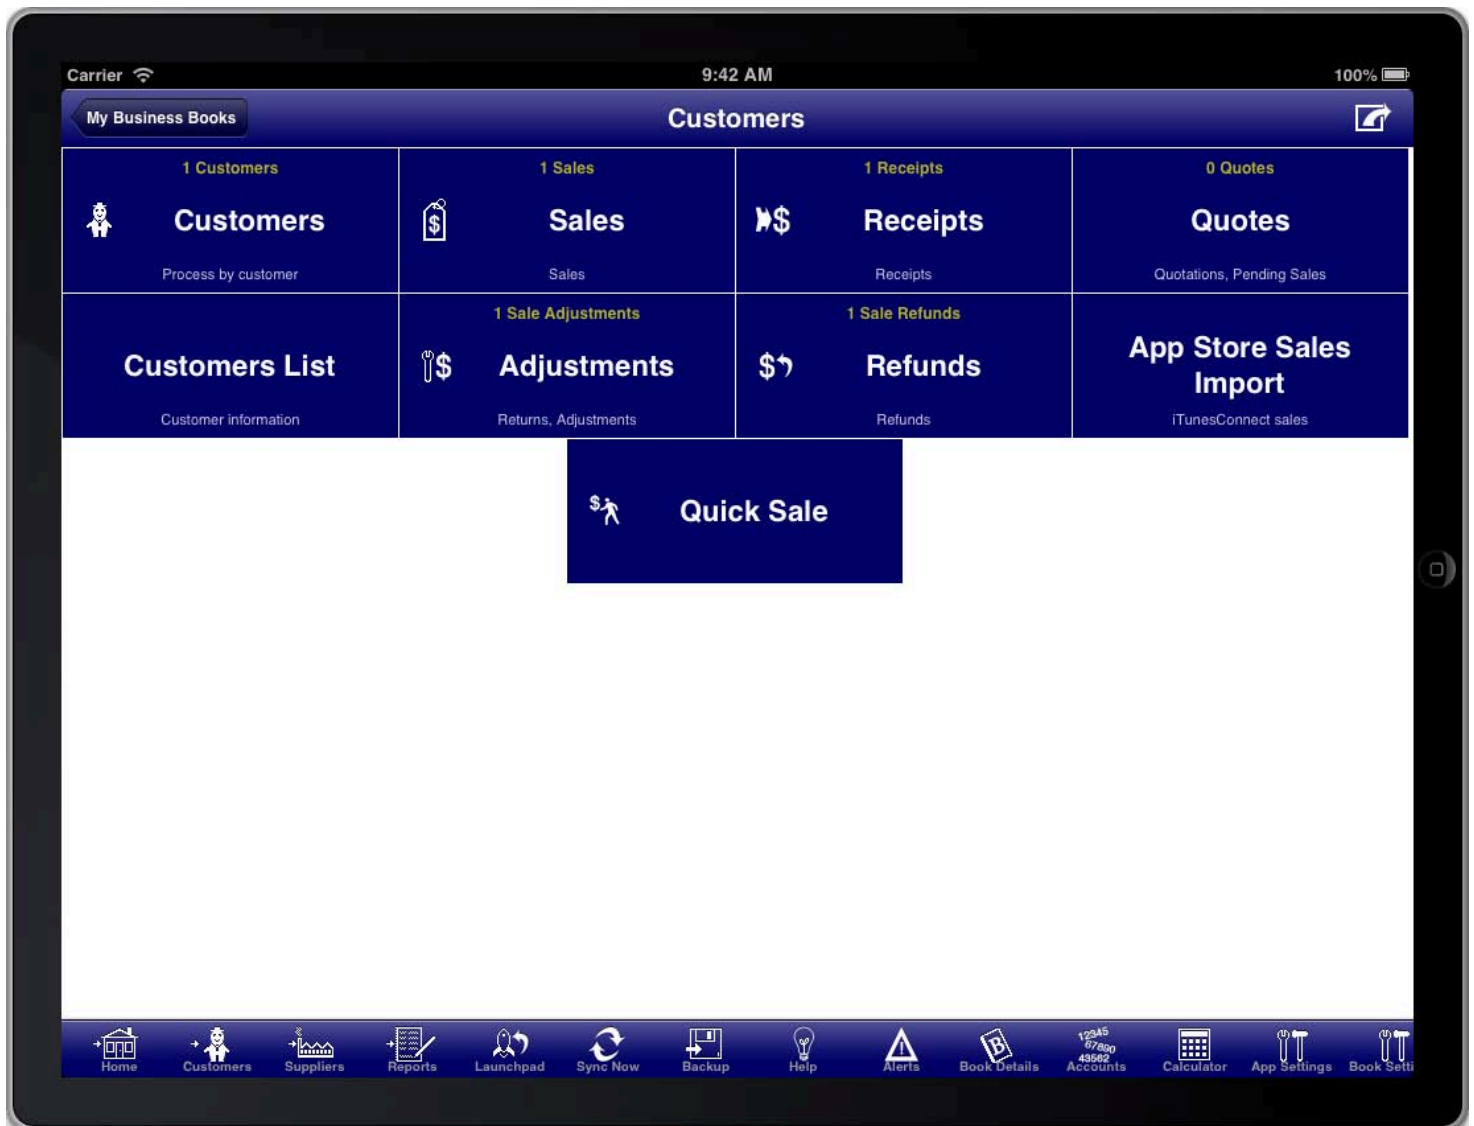 Carrier 9:42 AM 100%
My Business Books Customers
1 Customers
Customers
Process by customer
1 Sales
Sales
Sales
1 Receipts
Receipts
Receipts
0 Quotes
Quotes
Quotations, Pending Sales
Customers List
Customer information
1 Sale Adjustments
Adjustments
Returns, Adjustments
1 Sale Refunds
Refunds
Refunds
App Store Sales
Import
iTunesConnect sales
Quick Sale
12345
67890
43562
Home Customers Suppliers Reports Launchpad Sync Now Backup Help Alerts Book Details Accounts Calculator App Settings Book Setti